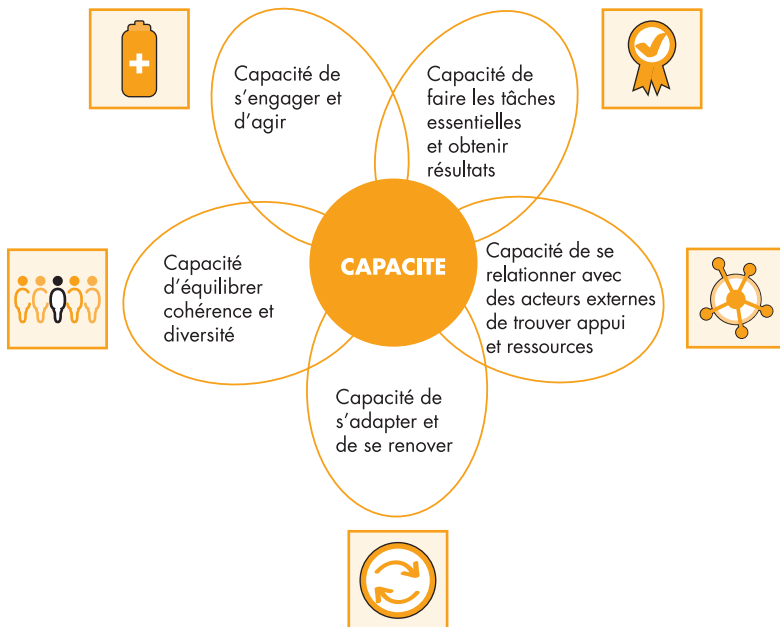 Capacité de
s’engager et
d’agir
Capacité de
faire les tâches
essentielles
et obtenir
résultats
CAPACITE
Capacité
d’équilibrer
cohérence et
diversité
Capacité de se
relationner avec
des acteurs externes
de trouver appui
et ressources
Capacité de
s’adapter et
de se renover